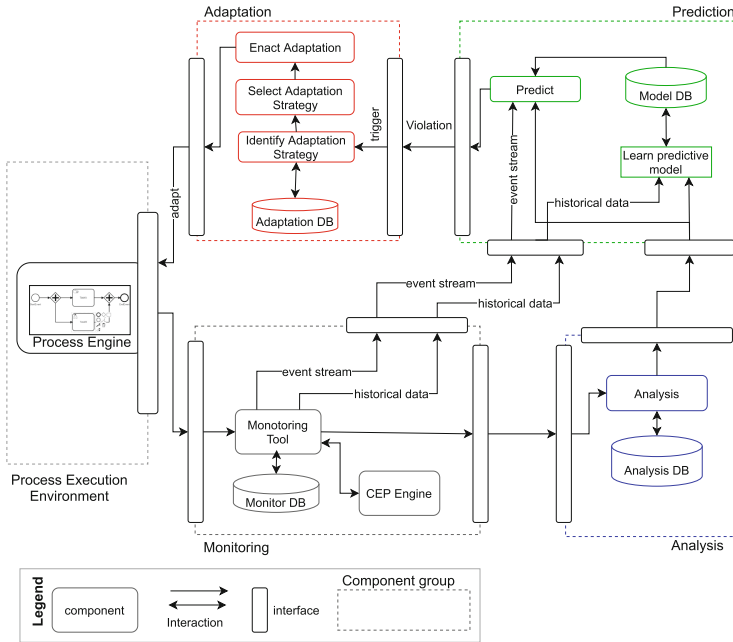 Adaptation
Prediction
Enact Adaptation
Select Adaptation
Strategy
Identify Adaptation
Strategy
Adaptation DB
trigger
Violation
Predict
Model DB
Learn predictive
model
event stream
historical data
adapt
Process Engine
Process Execution
Environment
event stream
historical data
event stream
historical data
Monotoring
Tool
Monitor DB
CEP Engine
Monitoring
Analysis
Analysis DB
Analysis
Legend
component
Interaction
interface
Component group